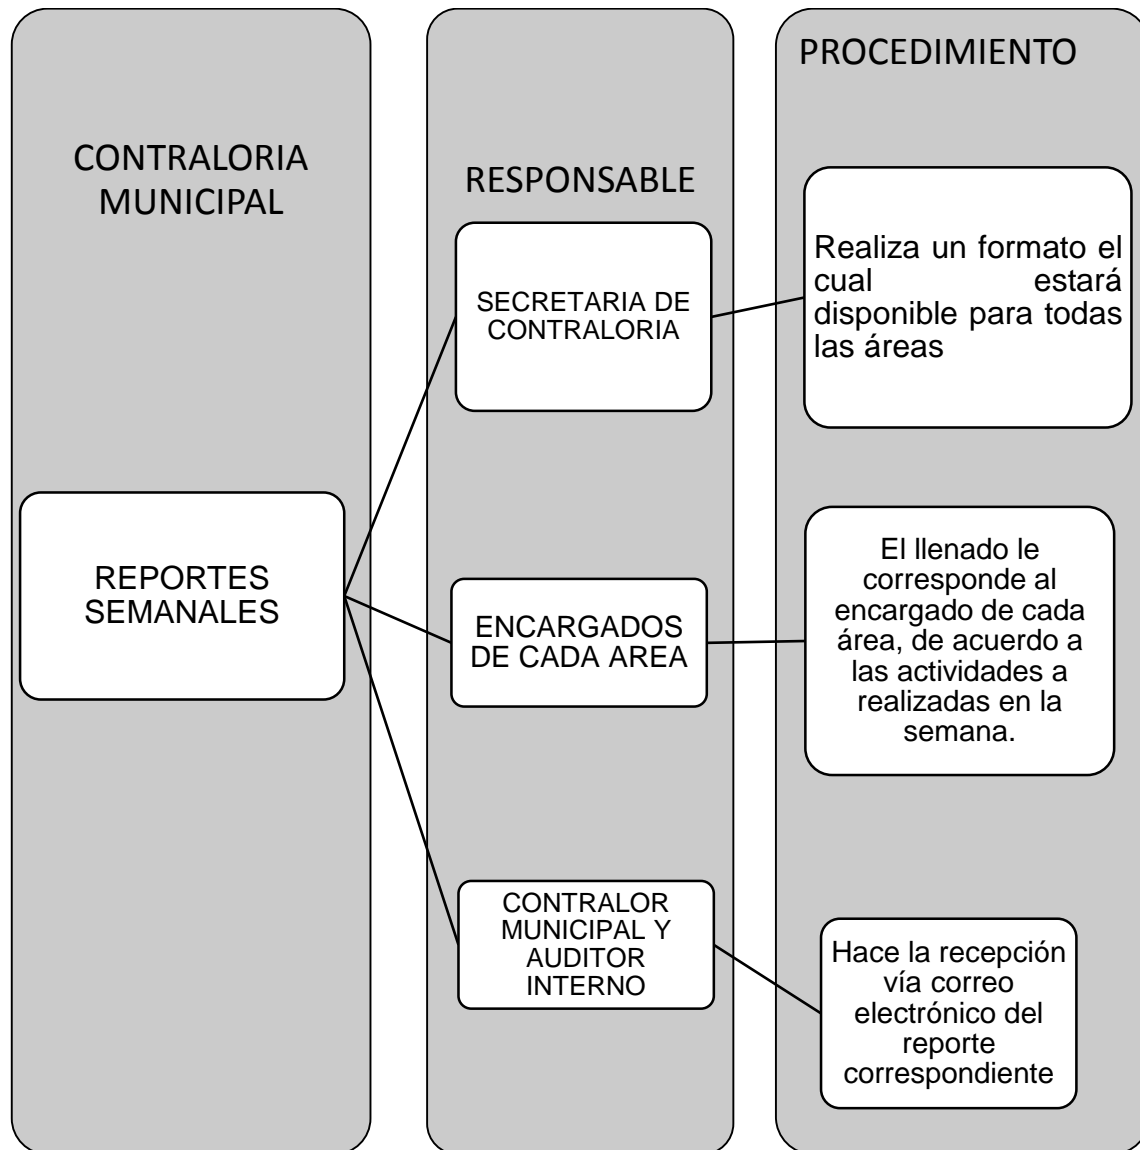 CONTRALORIA
MUNICIPAL
REPORTES
SEMANALES
RESPONSABLE
SECRETARIA DE
CONTRALORIA
ENCARGADOS
DE CADA AREA
CONTRALOR
MUNICIPAL Y
AUDITOR
INTERNO
PROCEDIMIENTO
Realiza un formato el
cual estará
disponible para todas
las áreas
El llenado le
corresponde al
encargado de cada
área, de acuerdo a
las actividades a
realizadas en la
semana.
Hace la recepción
vía correo
electrónico del
reporte
correspondiente